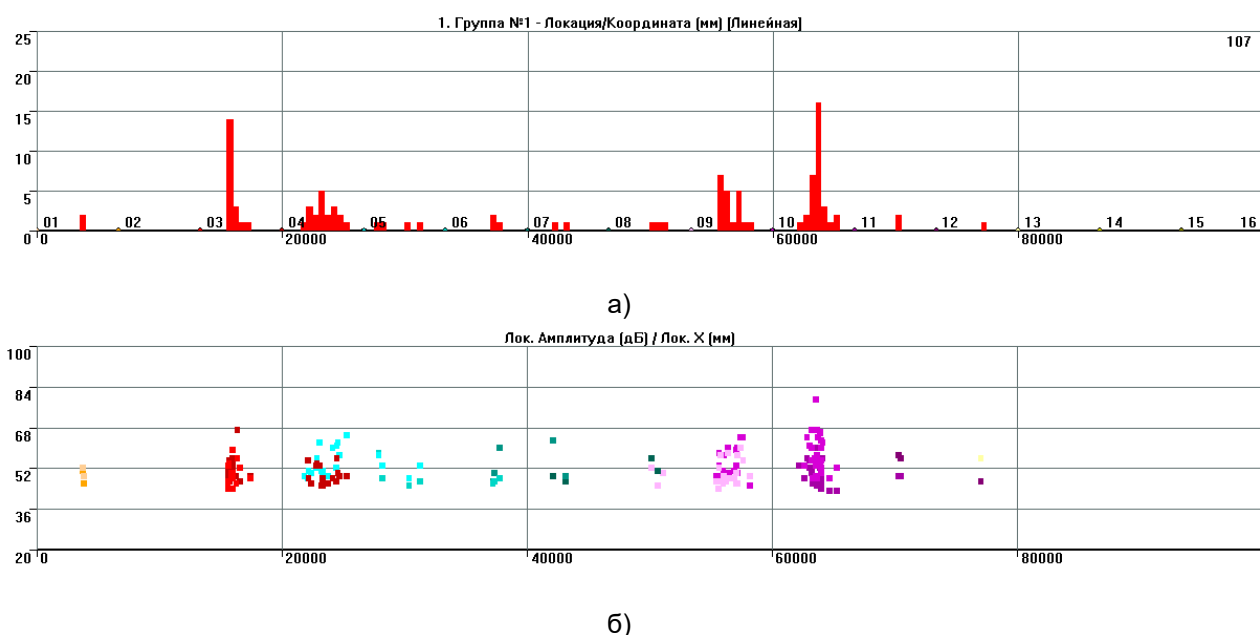 1. Группа №1 - Локация/Координата (мм) [Линейная]
25
107
20
15
10
5
01 02 03 04 05 06 07 08 09 10 11 12 13 14 15 16
0 0 20000 40000 60000 80000
а)
Лок. Амплитуда (дБ) / Лок. X (мм)
100
84
68
52
36
20 0 20000 40000 60000 80000
б)